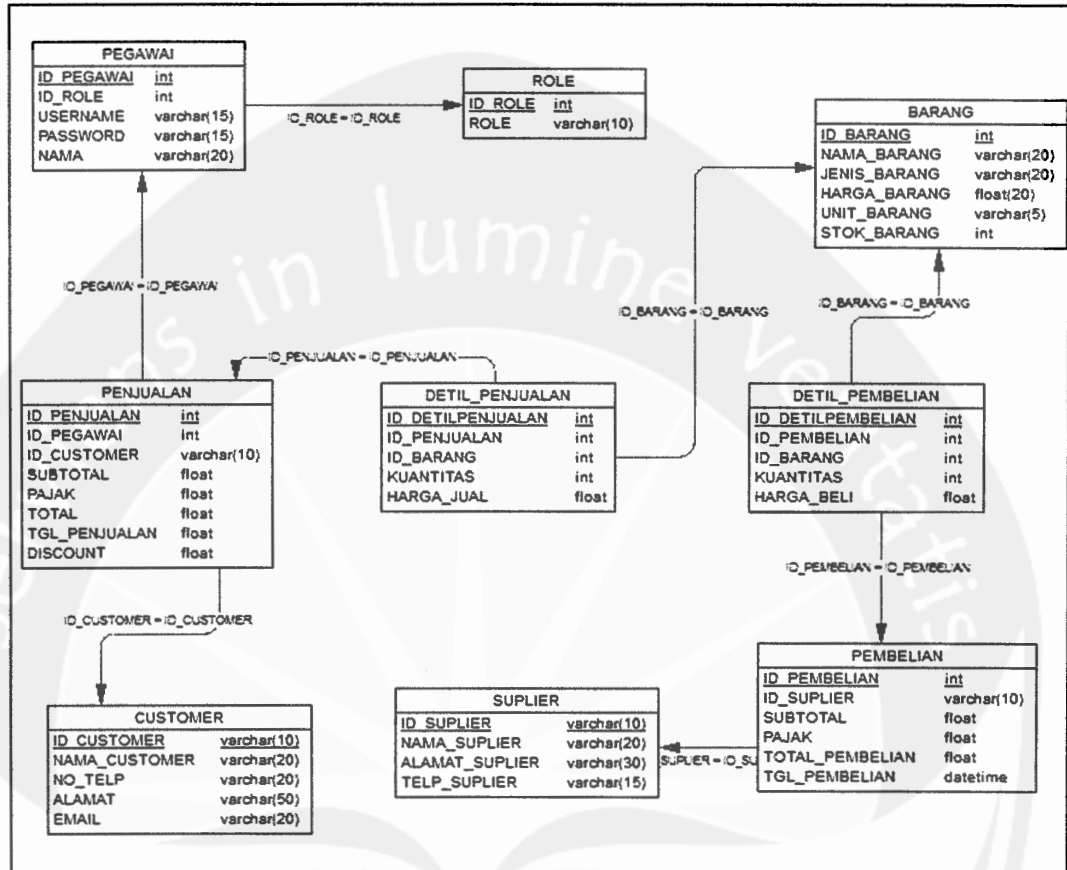 PEGAWAI
ID_PEGAWAI int
ID_ROLE int
USERNAME varchar(15)
PASSWORD varchar(15)
NAMA varchar(20)
ID_ROLE = ID_ROLE
ROLE
ID_ROLE int
ROLE varchar(10)
BARANG
ID_BARANG int
NAMA_BARANG varchar(20)
JENIS_BARANG varchar(20)
HARGA_BARANG float(20)
UNIT_BARANG varchar(5)
STOK_BARANG int
in lumine veritatis
ID_PEGAWAI = ID_PEGAWAI
ID_BARANG = ID_BARANG
ID_BARANG = ID_BARANG
ID_PENJUALAN = ID_PENJUALAN
PENJUALAN
ID_PENJUALAN int
ID_PEGAWAI int
ID_CUSTOMER varchar(10)
SUBTOTAL float
PAJAK float
TOTAL float
TGL_PENJUALAN float
DISCOUNT float
DETIL_PENJUALAN
ID_DETILPENJUALAN int
ID_PENJUALAN int
ID_BARANG int
KUANTITAS int
HARGA_JUAL float
DETIL_PEMBELIAN
ID_DETILPEMBELIAN int
ID_PEMBELIAN int
ID_BARANG int
KUANTITAS int
HARGA_BELI float
ID_PEMBELIAN = ID_PEMBELIAN
ID_CUSTOMER = ID_CUSTOMER
CUSTOMER
ID_CUSTOMER varchar(10)
NAMA_CUSTOMER varchar(20)
NO_TELP varchar(20)
ALAMAT varchar(50)
EMAIL varchar(20)
SUPLIER
ID_SUPLIER varchar(10)
NAMA_SUPLIER varchar(20)
ALAMAT_SUPLIER varchar(30)
TELP_SUPLIER varchar(15)
SUPLIER = ID_SU
PEMBELIAN
ID_PEMBELIAN int
ID_SUPLIER varchar(10)
SUBTOTAL float
PAJAK float
TOTAL_PEMBELIAN float
TGL_PEMBELIAN datetime